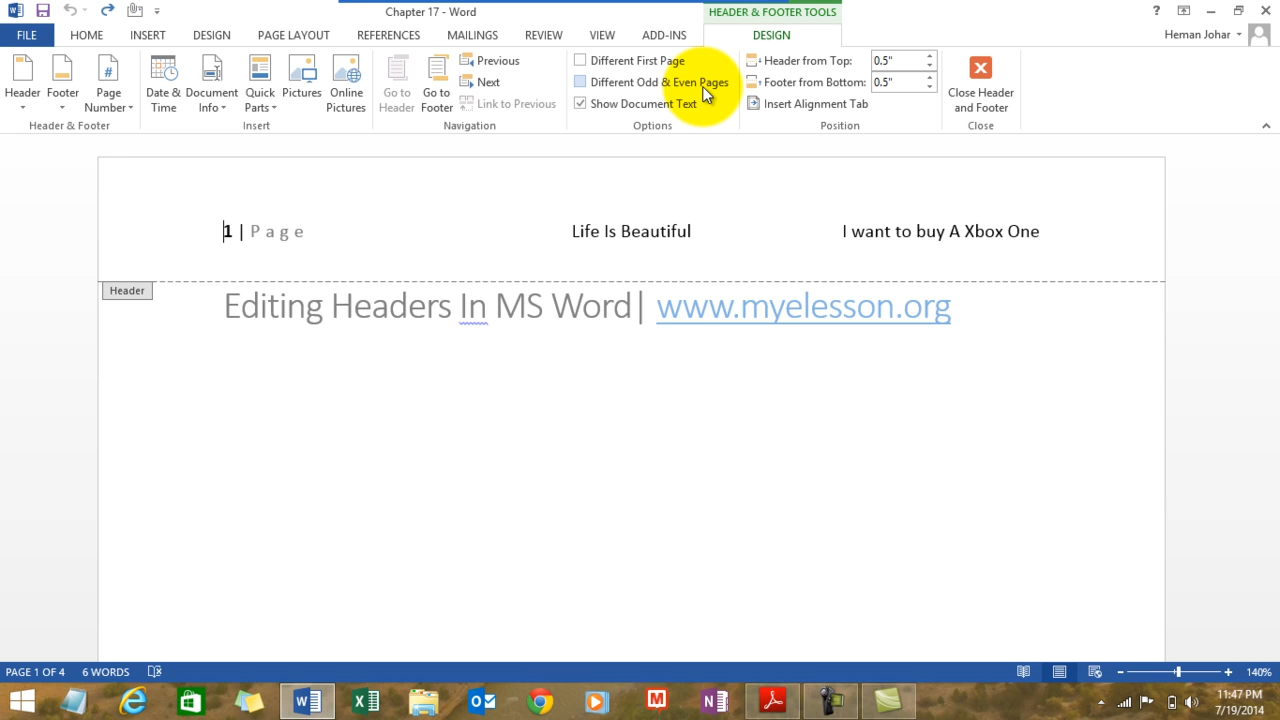 Chapter 17 - Word
HEADER & FOOTER TOOLS
?
FILE HOME INSERT DESIGN PAGE LAYOUT REFERENCES MAILINGS REVIEW VIEW ADD-INS DESIGN Heman Johar
Header
Footer
Page Number
Header & Footer
Date & Time
Document Info
Quick Parts
Pictures
Online Pictures
Insert
Go to Header
Go to Footer
Previous
Next
Link to Previous
Navigation
Different First Page
Different Odd & Even Pages
Show Document Text
Options
Header from Top: 0.5"
Footer from Bottom: 0.5"
Insert Alignment Tab
Position
Close Header and Footer
Close
1 | P a g e Life Is Beautiful I want to buy A Xbox One
Header
Editing Headers In MS Word| www.myelesson.org
PAGE 1 OF 4 6 WORDS 140%
11:47 PM
7/19/2014